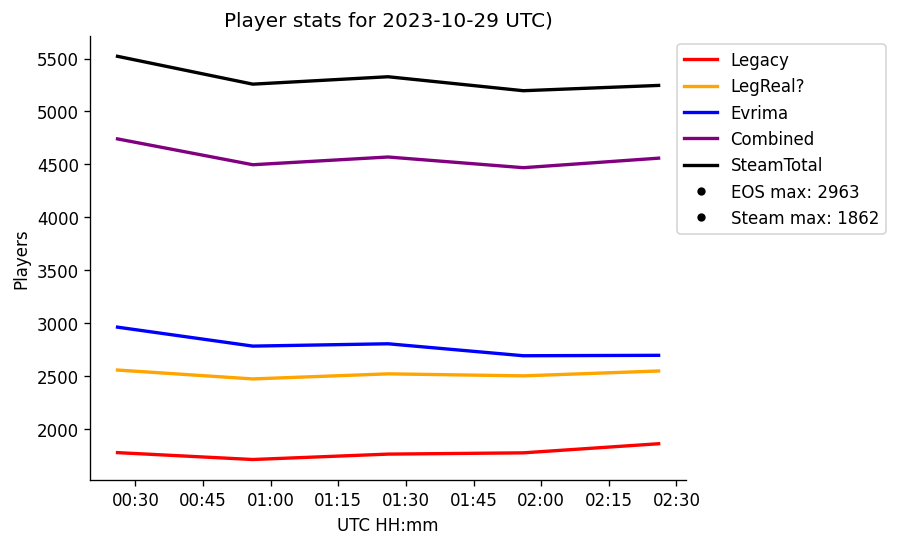 Player stats for 2023-10-29 UTC)
5500
5000
4500
4000
3500
3000
2500
2000
Players
00:30 00:45 01:00 01:15 01:30 01:45 02:00 02:15 02:30
UTC HH:mm
Legacy
LegReal?
Evrima
Combined
SteamTotal
EOS max: 2963
Steam max: 1862